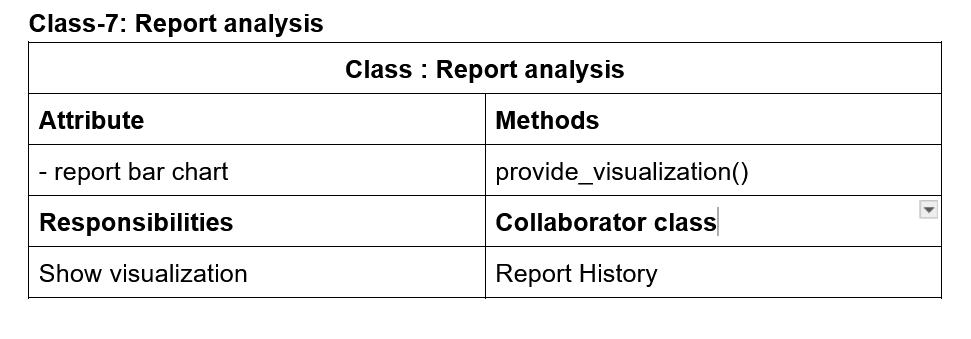 Class-7: Report analysis
Class : Report analysis
Attribute
Methods
- report bar chart
provide_visualization()
Responsibilities
Collaborator class
Show visualization
Report History